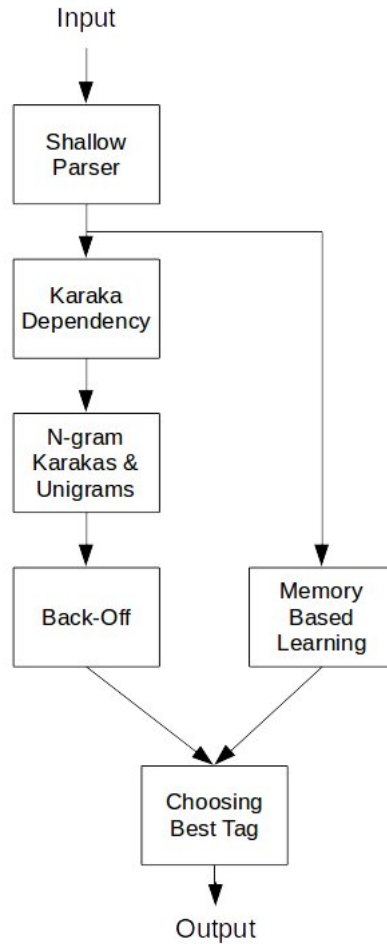 Input
Shallow
Parser
Karaka
Dependency
N-gram
Karakas &
Unigrams
Back-Off
Memory
Based
Learning
Choosing
Best Tag
Output